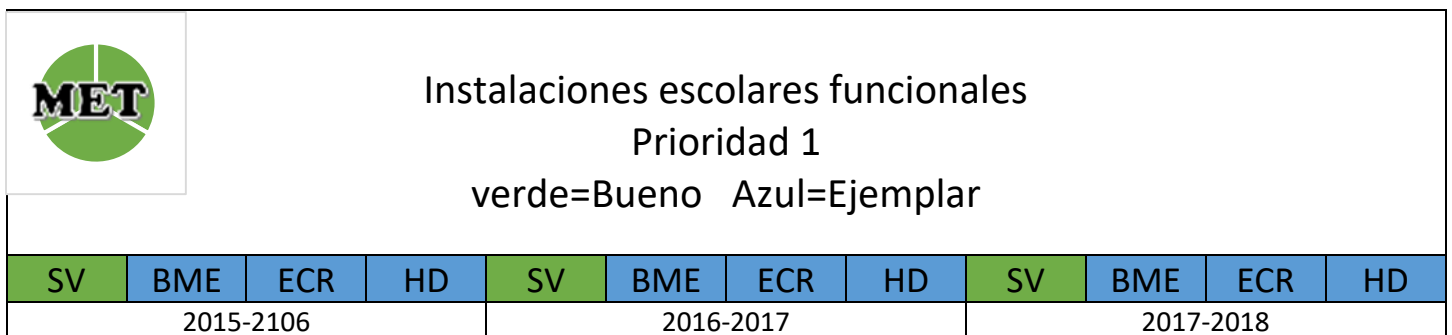 MET
Instalaciones escolares funcionales
Prioridad 1
verde=Bueno Azul=Ejemplar
SV BME ECR HD SV BME ECR HD SV BME ECR HD
2015-2106 2016-2017 2017-2018